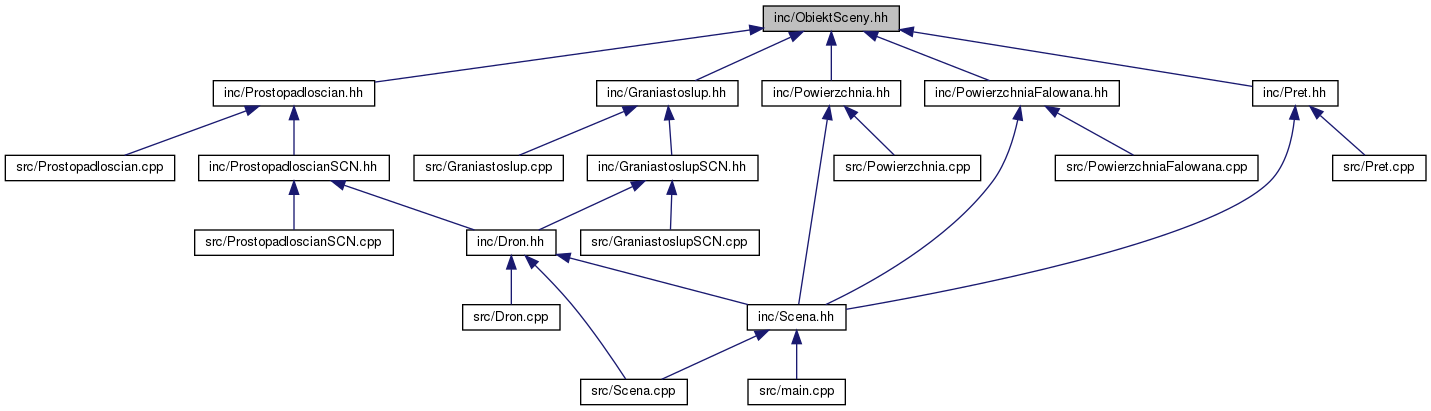 inc/ObiektSceny.hh
inc/Prostopadloscian.hh
inc/Graniastoslup.hh
inc/Powierzchnia.hh
inc/PowierzchniaFalowana.hh
inc/Pret.hh
src/Prostopadloscian.cpp
inc/ProstopadloscianSCN.hh
src/Graniastoslup.cpp
inc/GraniastoslupSCN.hh
src/Powierzchnia.cpp
src/PowierzchniaFalowana.cpp
src/Pret.cpp
src/ProstopadloscianSCN.cpp
inc/Dron.hh
src/GraniastoslupSCN.cpp
src/Dron.cpp
inc/Scena.hh
src/Scena.cpp
src/main.cpp